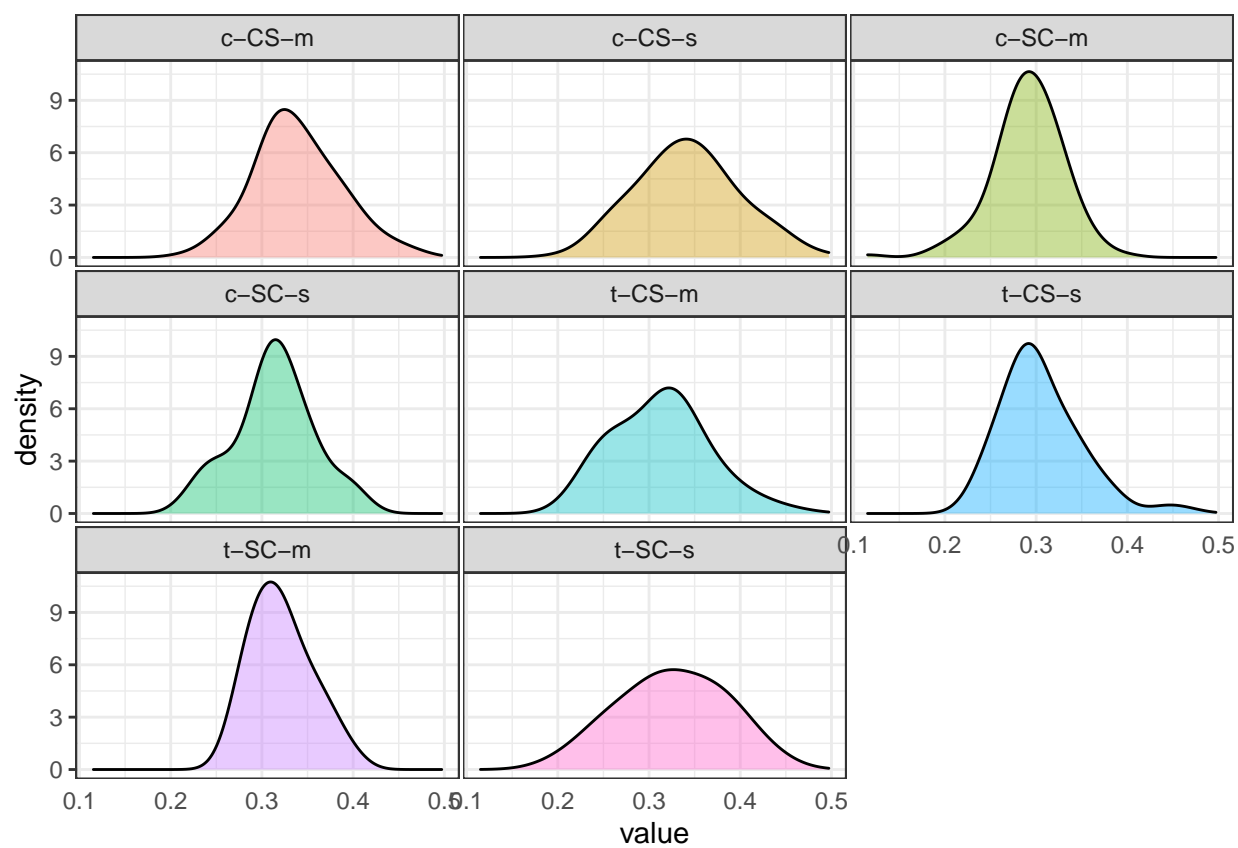 c−CS−m c−CS−s c−SC−m
9
6
3
0
c−SC−s t−CS−m t−CS−s
9
6
3
0
0.1 0.2 0.3 0.4 0.5
t−SC−m t−SC−s
9
6
3
0
0.1 0.2 0.3 0.4 0.5 0.1 0.2 0.3 0.4 0.5
value
density